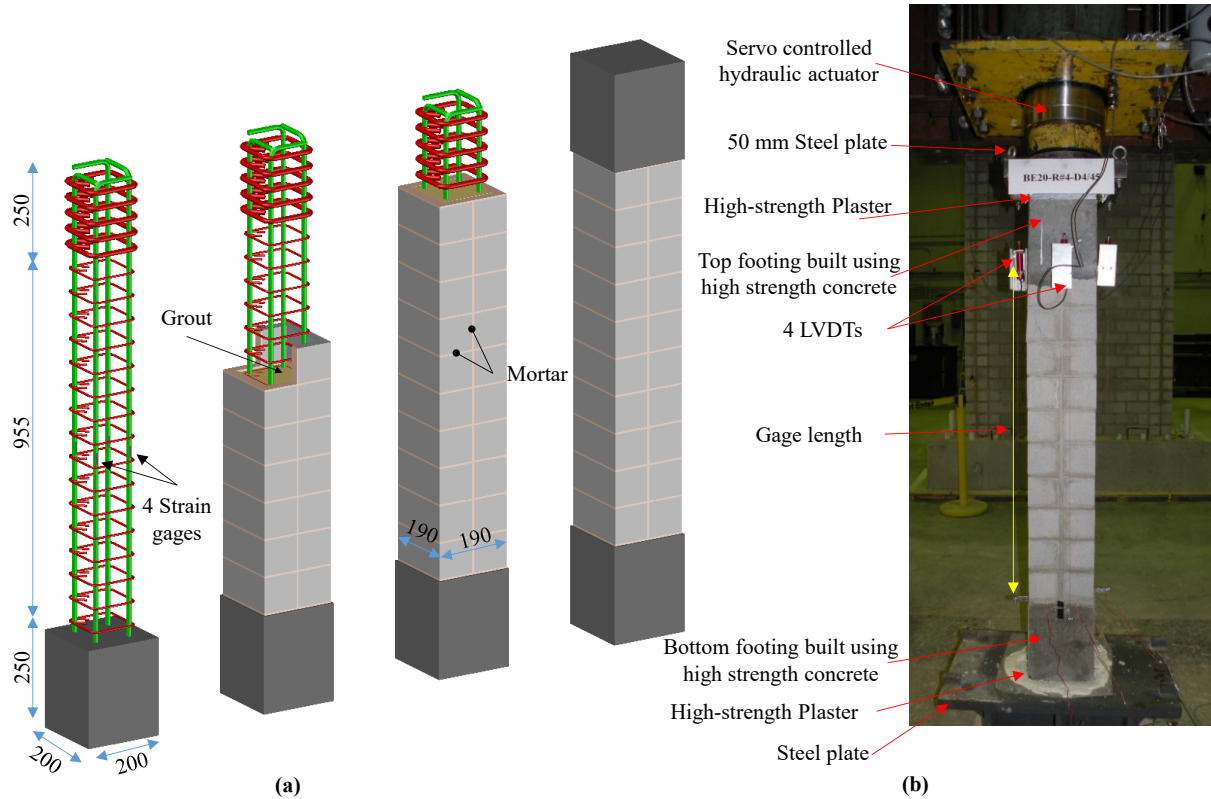 250
955
250
200
200
4 Strain
gages
Grout
190
190
Mortar
(a)
Servo controlled
hydraulic actuator
50 mm Steel plate
BE20-R#4-D4/45
High-strength Plaster
Top footing built using
high strength concrete
4 LVDTs
Gage length
Bottom footing built using
high strength concrete
High-strength Plaster
Steel plate
(b)